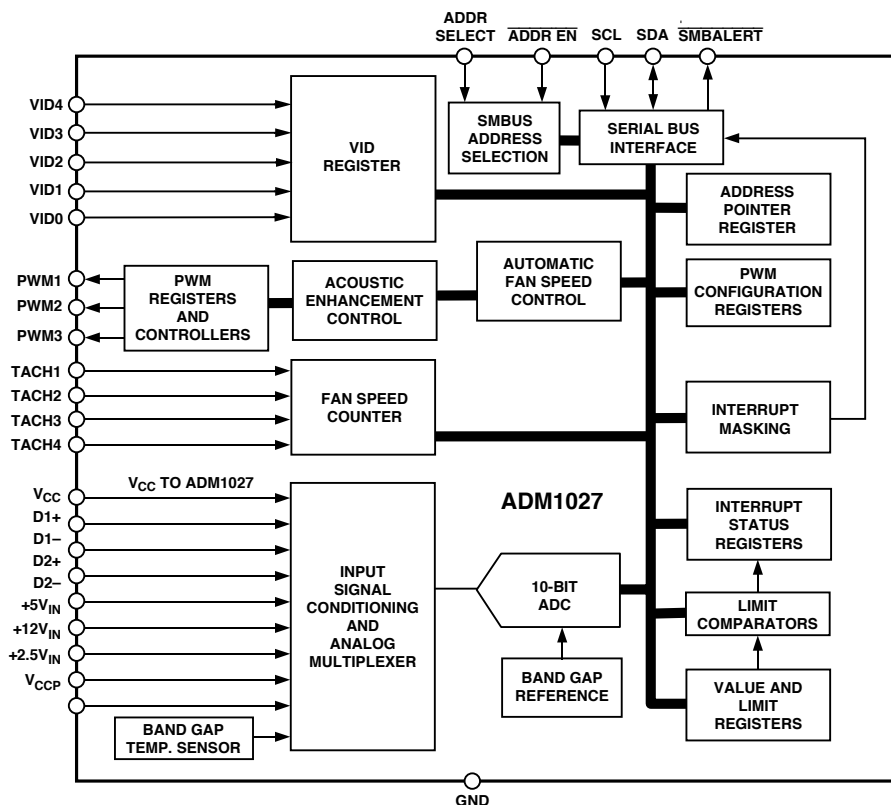 ADDR
SELECT
ADDR EN
SCL
SDA
SMBALERT
VID4
VID3
VID2
VID1
VID0
VID
REGISTER
SMBUS
ADDRESS
SELECTION
SERIAL BUS
INTERFACE
ADDRESS
POINTER
REGISTER
PWM1
PWM2
PWM3
PWM
REGISTERS
AND
CONTROLLERS
ACOUSTIC
ENHANCEMENT
CONTROL
AUTOMATIC
FAN SPEED
CONTROL
PWM
CONFIGURATION
REGISTERS
TACH1
TACH2
TACH3
TACH4
FAN SPEED
COUNTER
INTERRUPT
MASKING
VCC
D1+
D1–
D2+
D2–
+5VIN
+12VIN
+2.5VIN
VCCP
VCC TO ADM1027
INPUT
SIGNAL
CONDITIONING
AND
ANALOG
MULTIPLEXER
ADM1027
10-BIT
ADC
BAND GAP
REFERENCE
INTERRUPT
STATUS
REGISTERS
LIMIT
COMPARATORS
VALUE AND
LIMIT
REGISTERS
BAND GAP
TEMP. SENSOR
GND